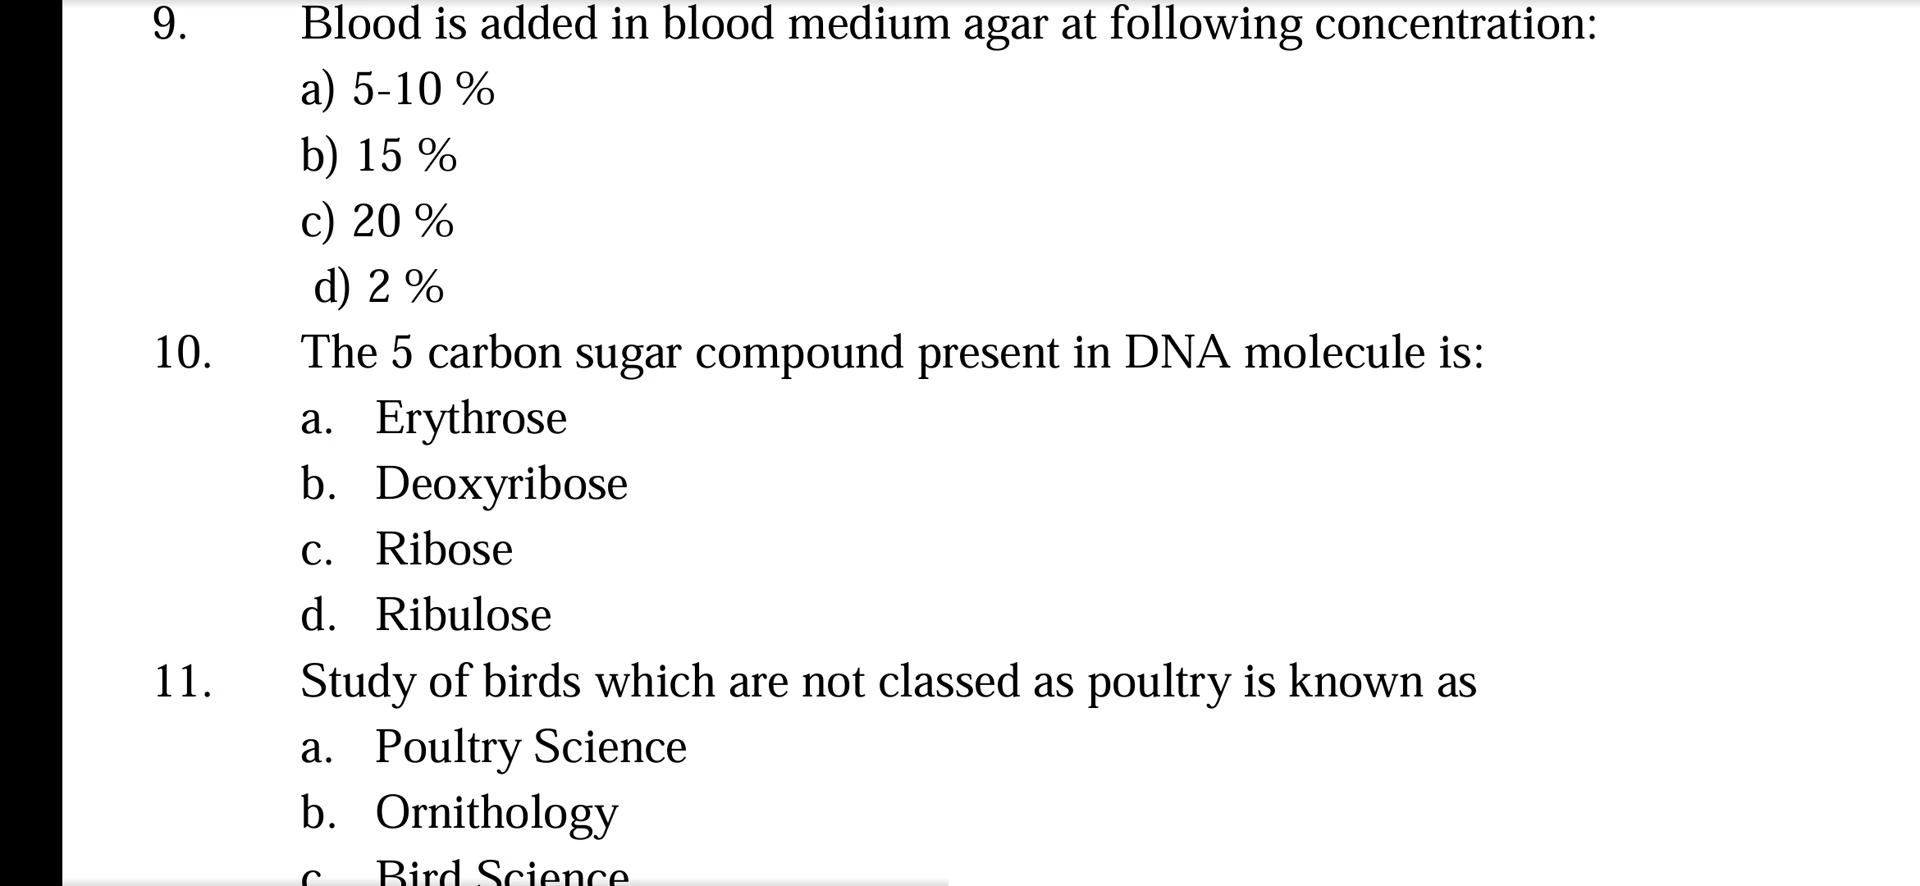 9. Blood is added in blood medium agar at following concentration:
a) 5-10 %
b) 15 %
c) 20 %
d) 2 %
10. The 5 carbon sugar compound present in DNA molecule is:
a. Erythrose
b. Deoxyribose
c. Ribose
d. Ribulose
11. Study of birds which are not classed as poultry is known as
a. Poultry Science
b. Ornithology
c Bird Science